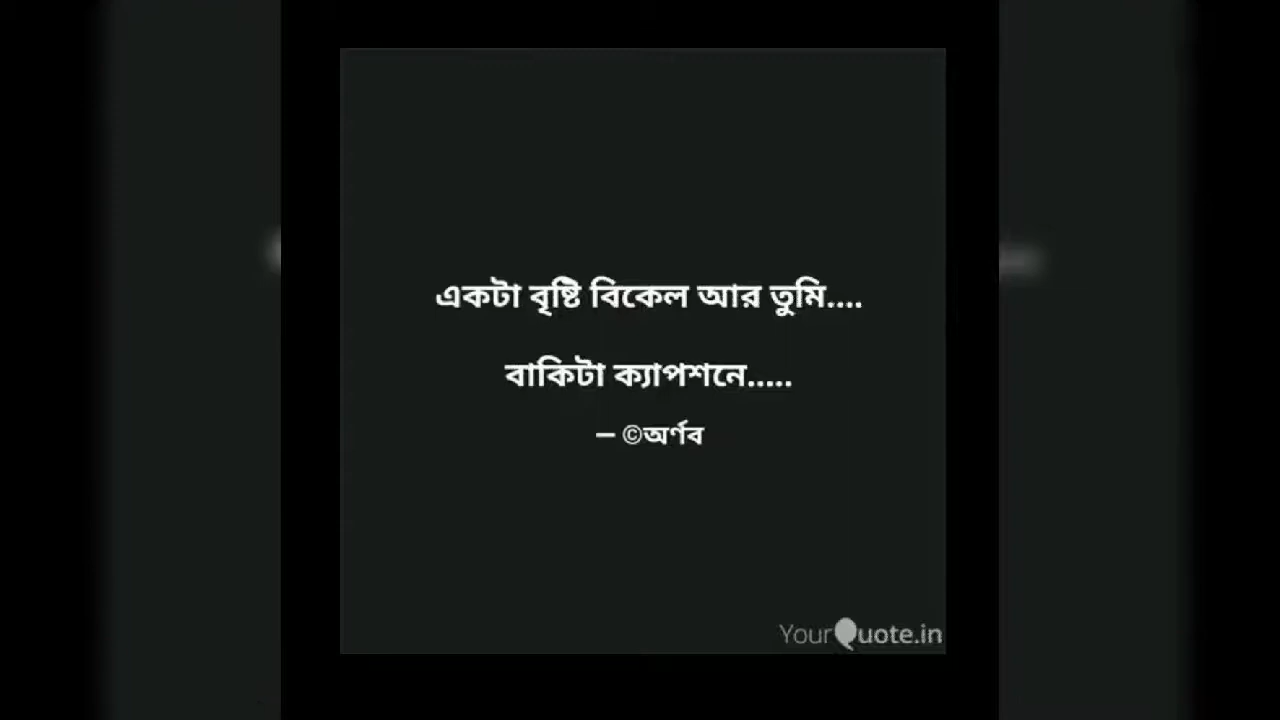 একটা বৃষ্টি বিকেল আর তুমি....
বাকিটা ক্যাপশনে.....
– ©অর্ণব
YourQuote.in